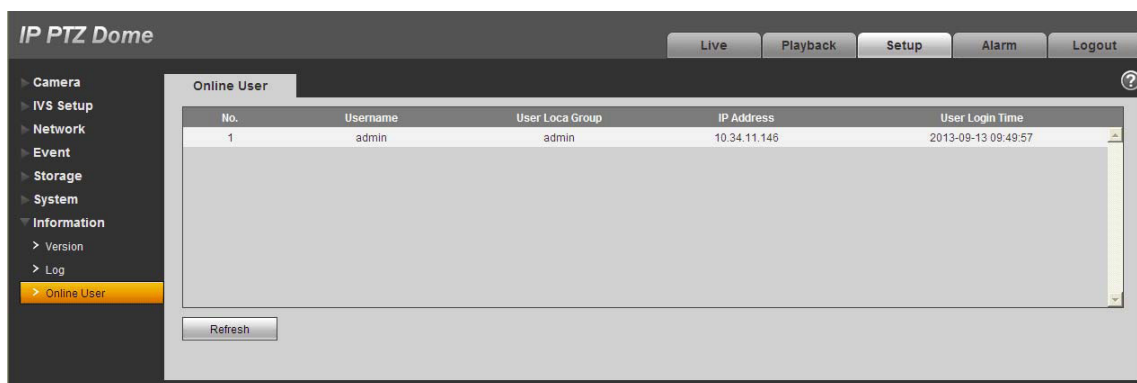 IP PTZ Dome
Live Playback Setup Alarm Logout
Camera
IVS Setup
Network
Event
Storage
System
Information
> Version
> Log
> Online User
Online User
?
No. Username User Loca Group IP Address User Login Time
1 admin admin 10.34.11.146 2013-09-13 09:49:57
Refresh